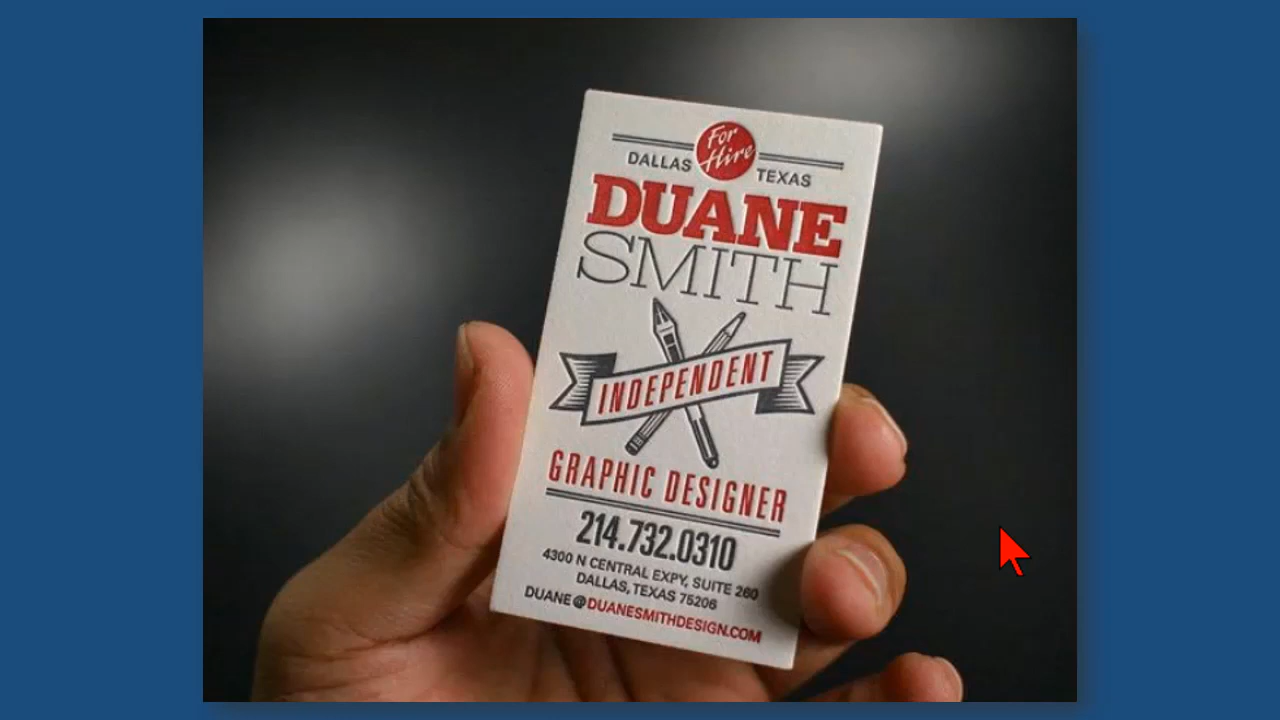 For
Hire
DALLAS TEXAS
DUANE
SMITH
INDEPENDENT
GRAPHIC DESIGNER
214.732.0310
4300 N CENTRAL EXPY, SUITE 260
DALLAS, TEXAS 75206
DUANE@DUANESMITHDESIGN.COM